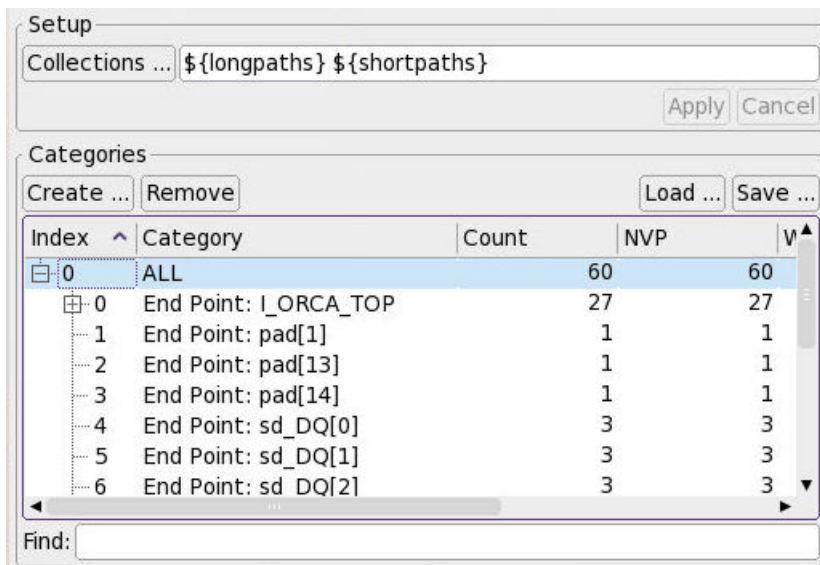 Setup
Collections ... ${longpaths} ${shortpaths}
Apply Cancel
Categories
Create ... Remove Load ... Save ...
Index Category Count NVP W
0 ALL 60 60
0 End Point: I_ORCA_TOP 27 27
1 End Point: pad[1] 1 1
2 End Point: pad[13] 1 1
3 End Point: pad[14] 1 1
4 End Point: sd_DQ[0] 3 3
5 End Point: sd_DQ[1] 3 3
6 End Point: sd_DQ[2] 3 3
Find: